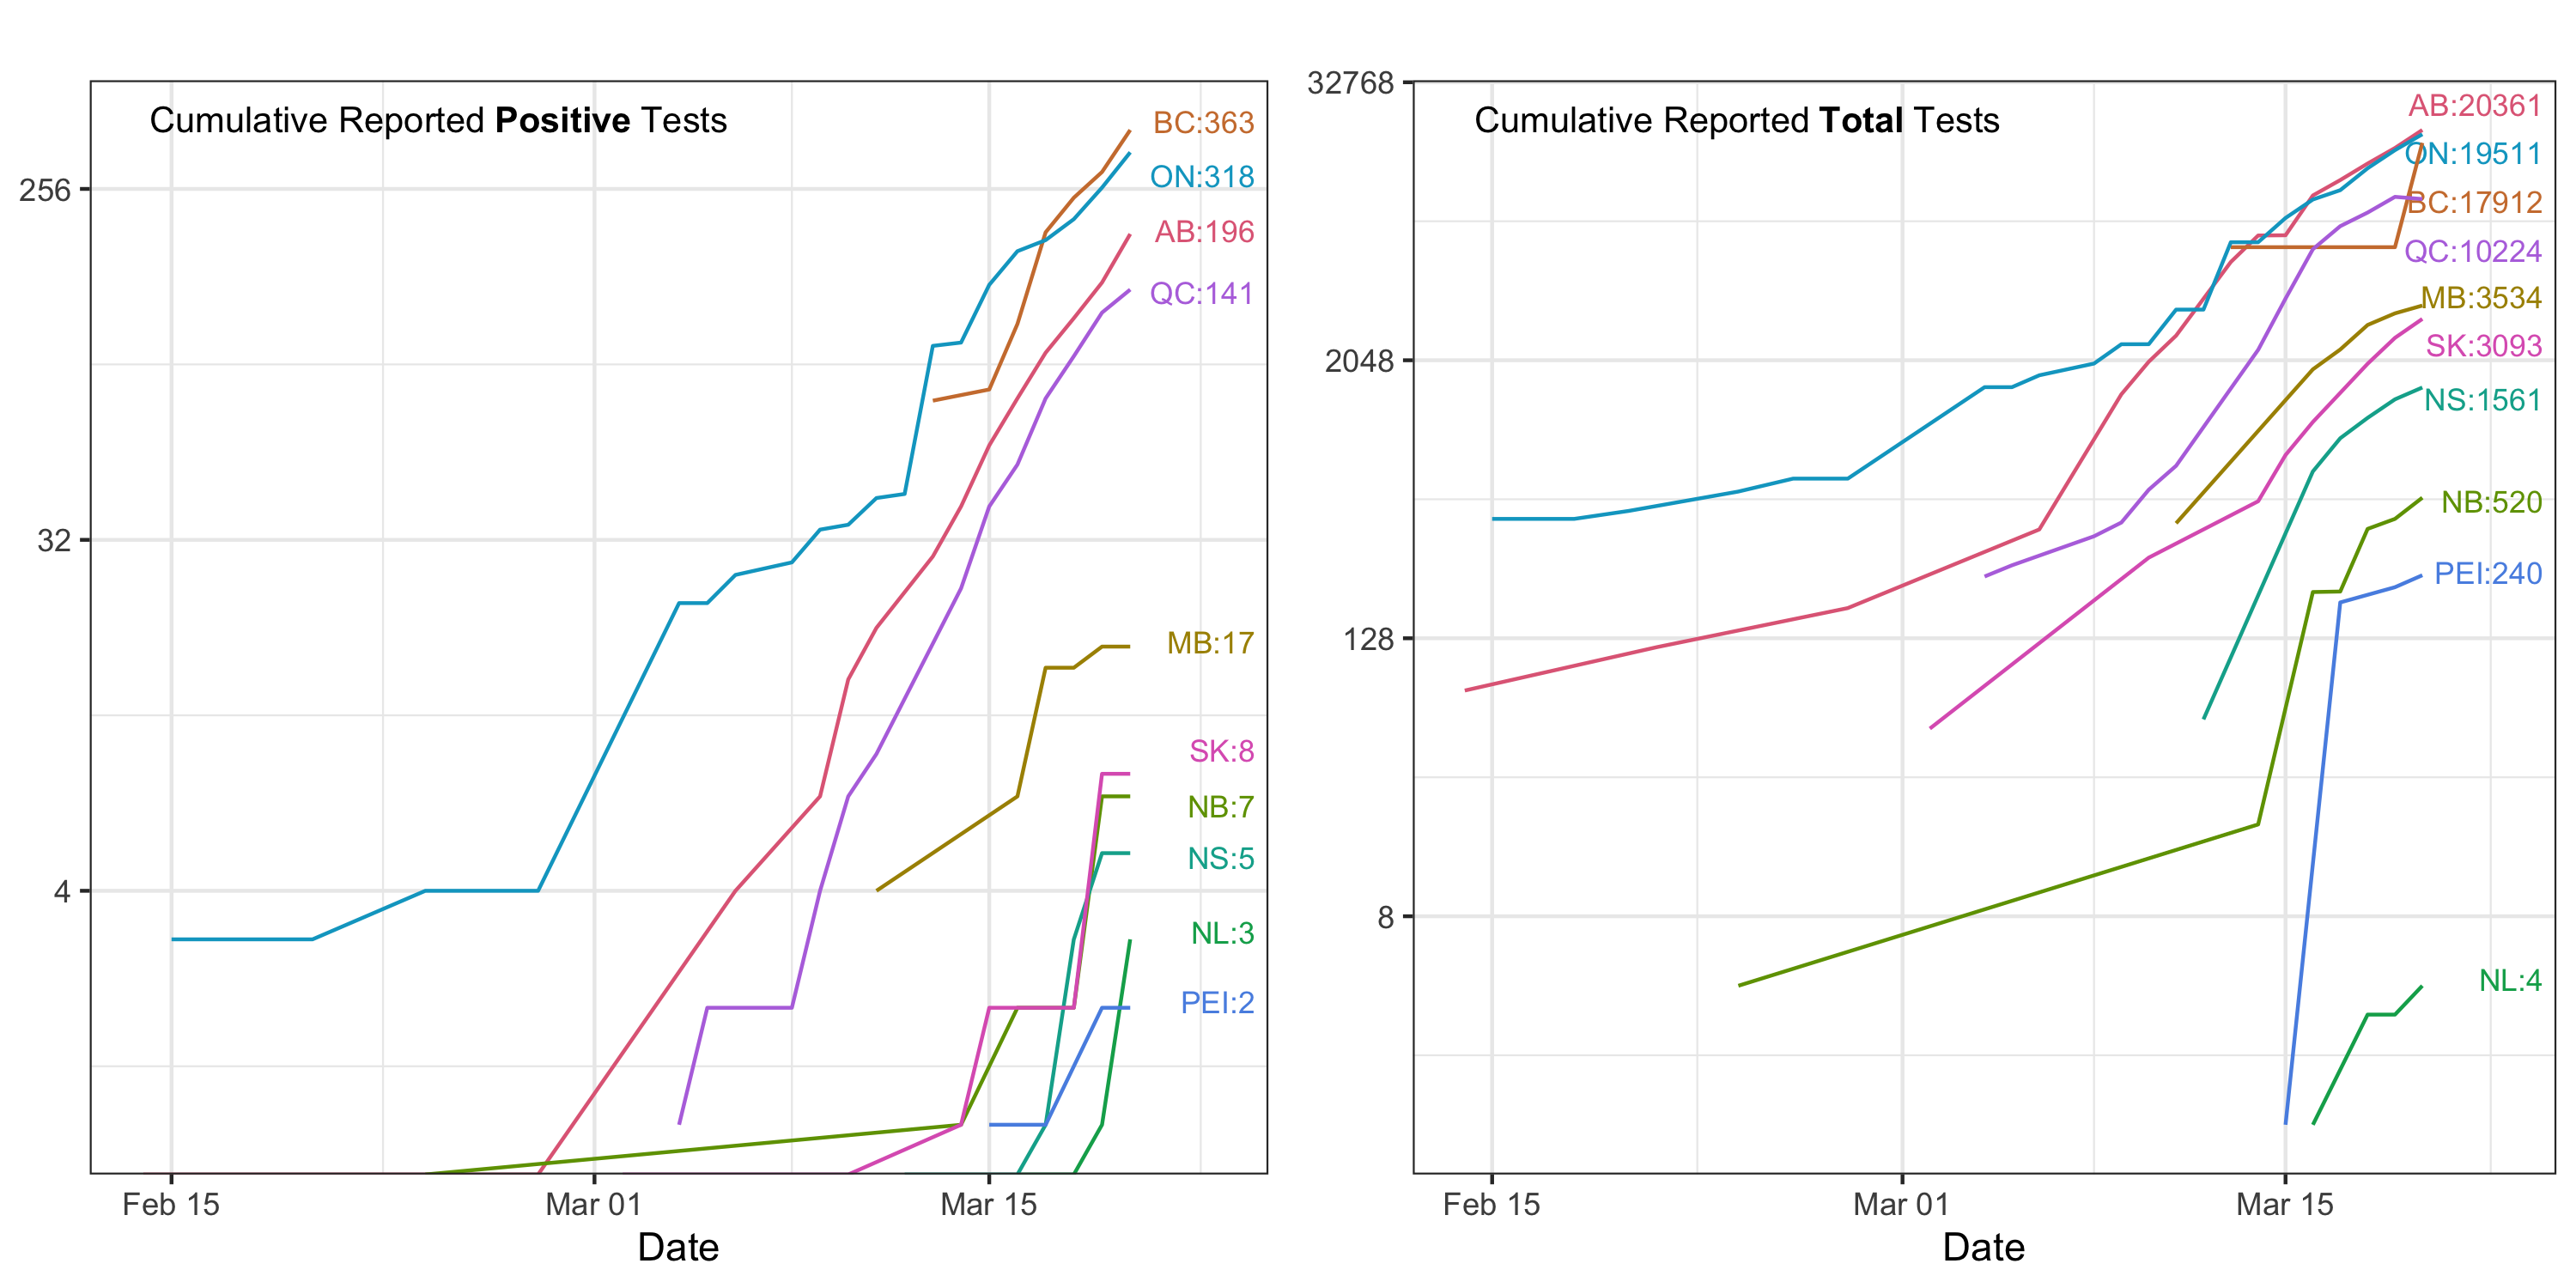 Cumulative Reported Positive Tests
256
32
4
BC:363
ON:318
AB:196
QC:141
MB:17
SK:8
NB:7
NS:5
NL:3
PEI:2
Feb 15
Mar 01
Mar 15
Date
Cumulative Reported Total Tests
32768
2048
128
8
AB:20361
ON:19511
BC:17912
QC:10224
MB:3534
SK:3093
NS:1561
NB:520
PEI:240
NL:4
Feb 15
Mar 01
Mar 15
Date